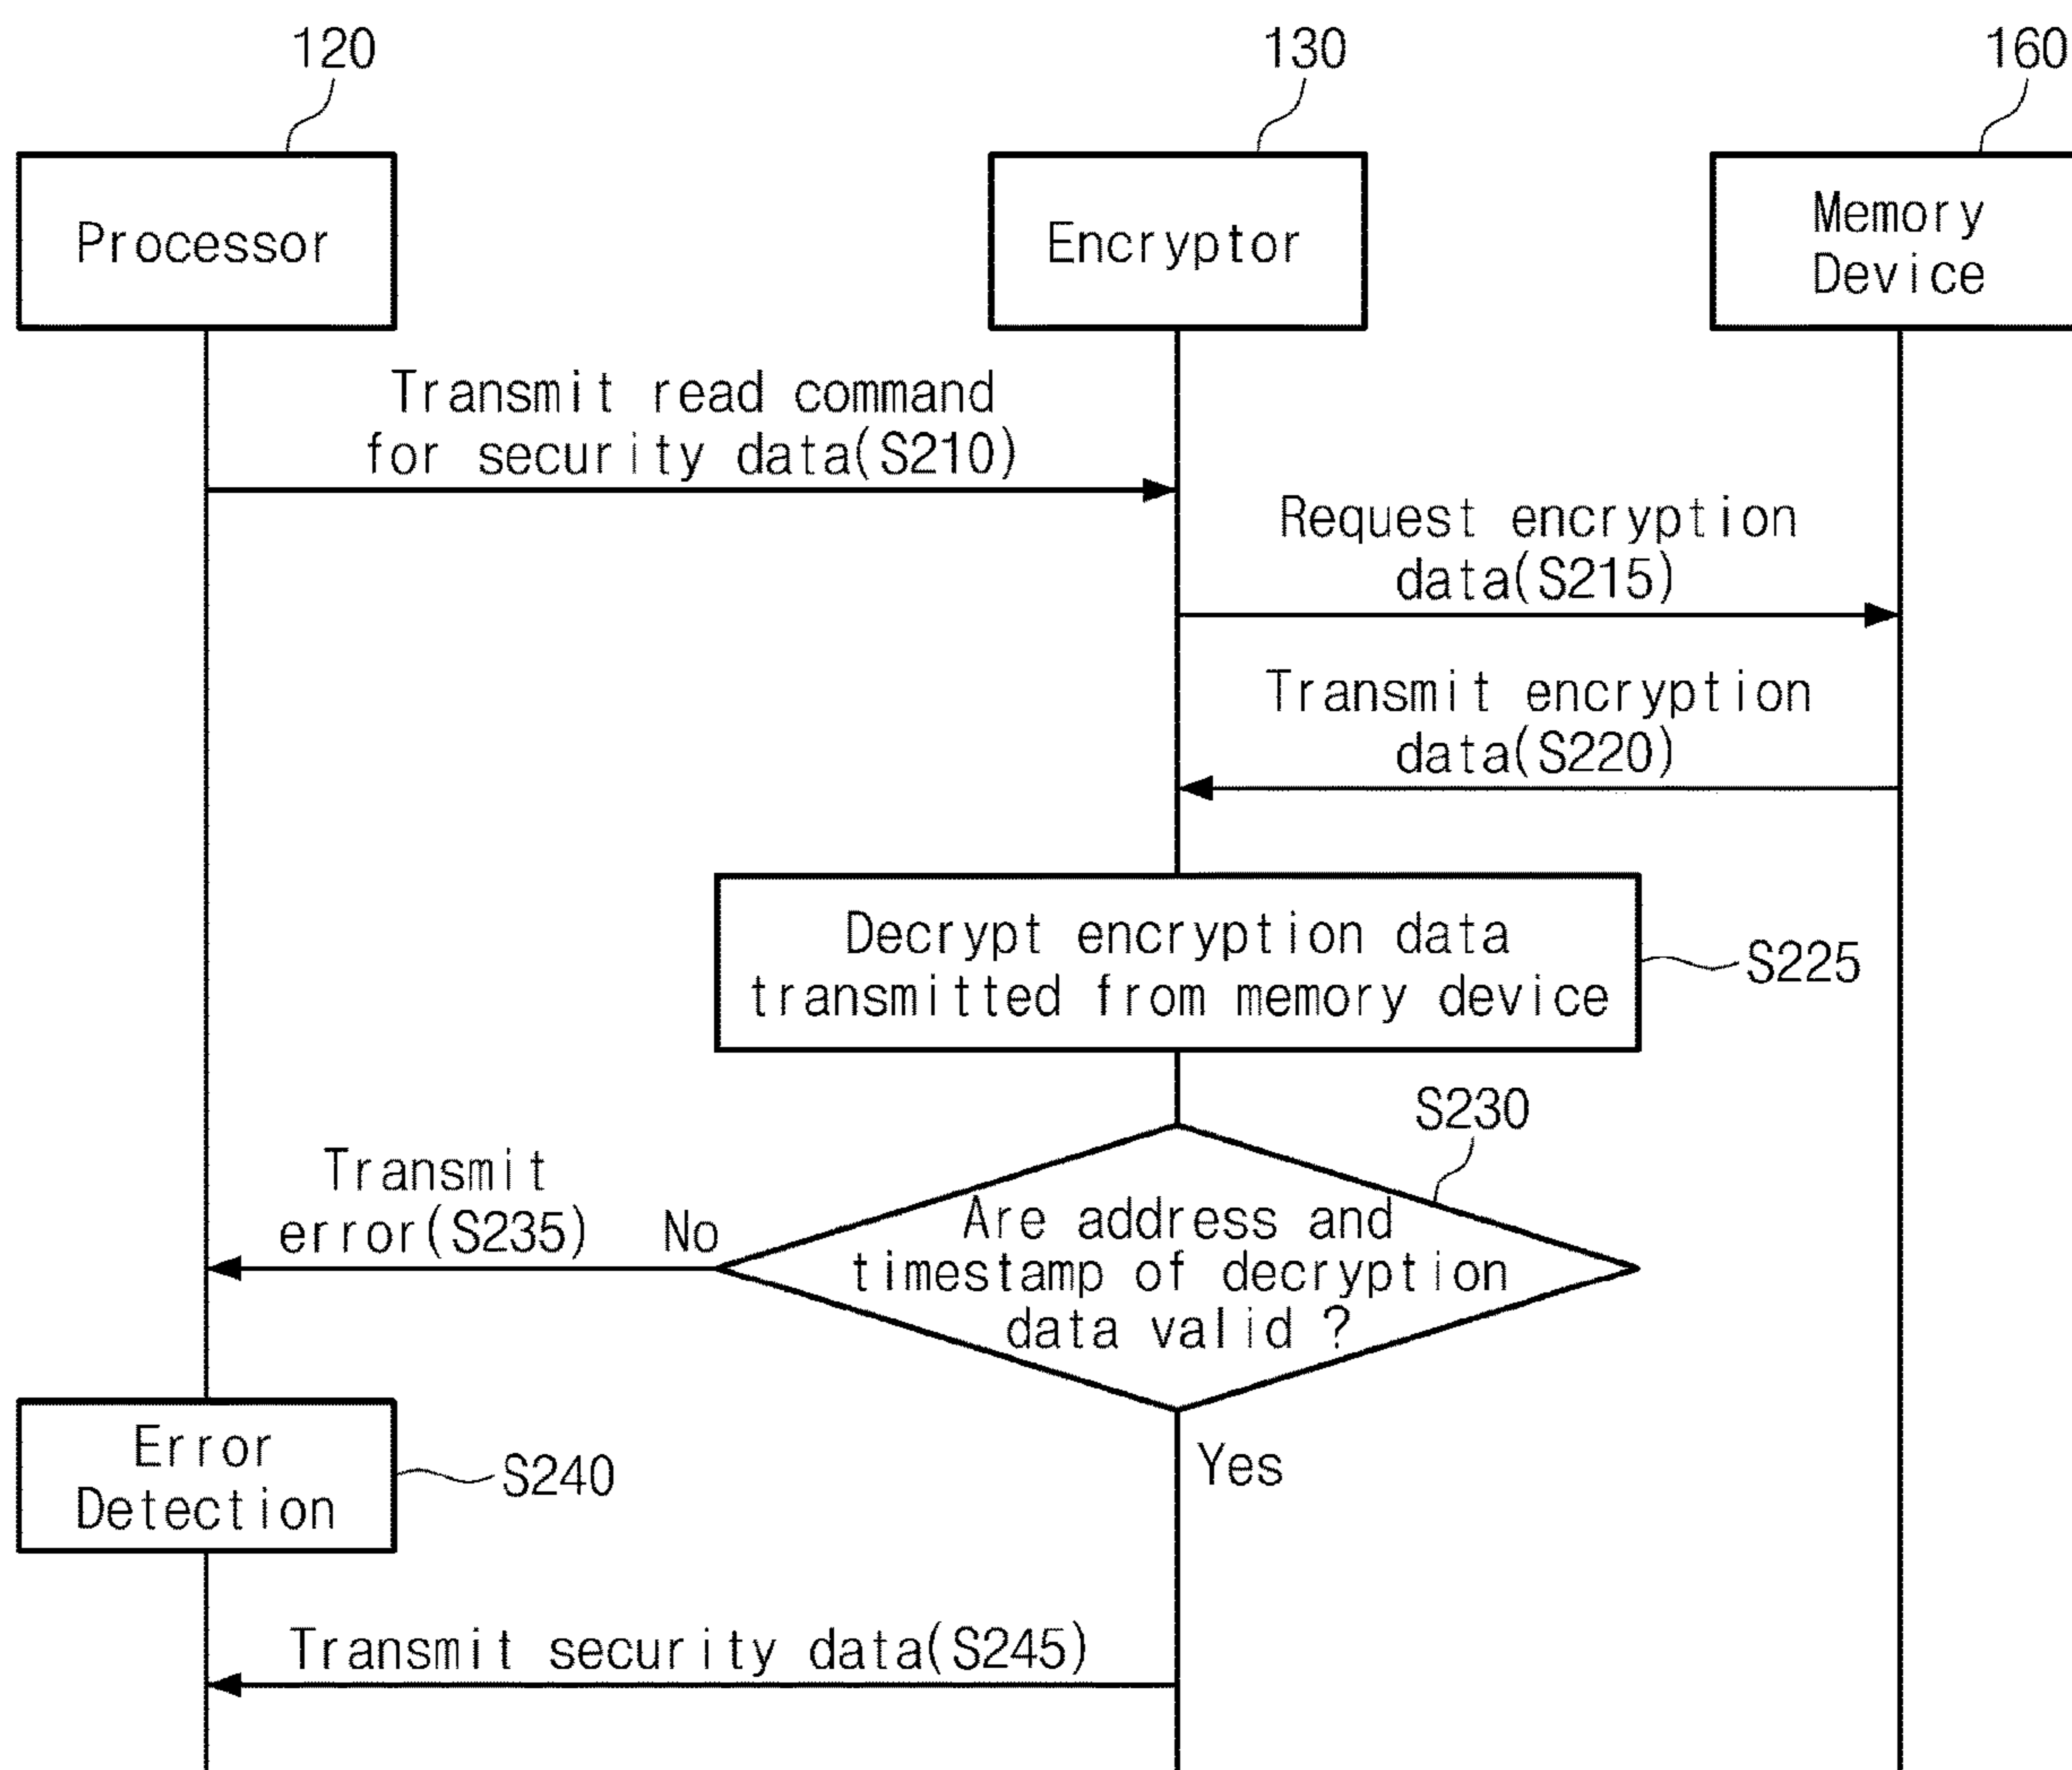 120
130
160
Processor
Encryptor
Memory
Device
Transmit read command
for security data(S210)
Request encryption
data(S215)
Transmit encryption
data(S220)
Decrypt encryption data
transmitted from memory device
S225
S230
Transmit
error(S235)
No
Are address and
timestamp of decryption
data valid ?
Yes
Error
Detection
S240
Transmit security data(S245)